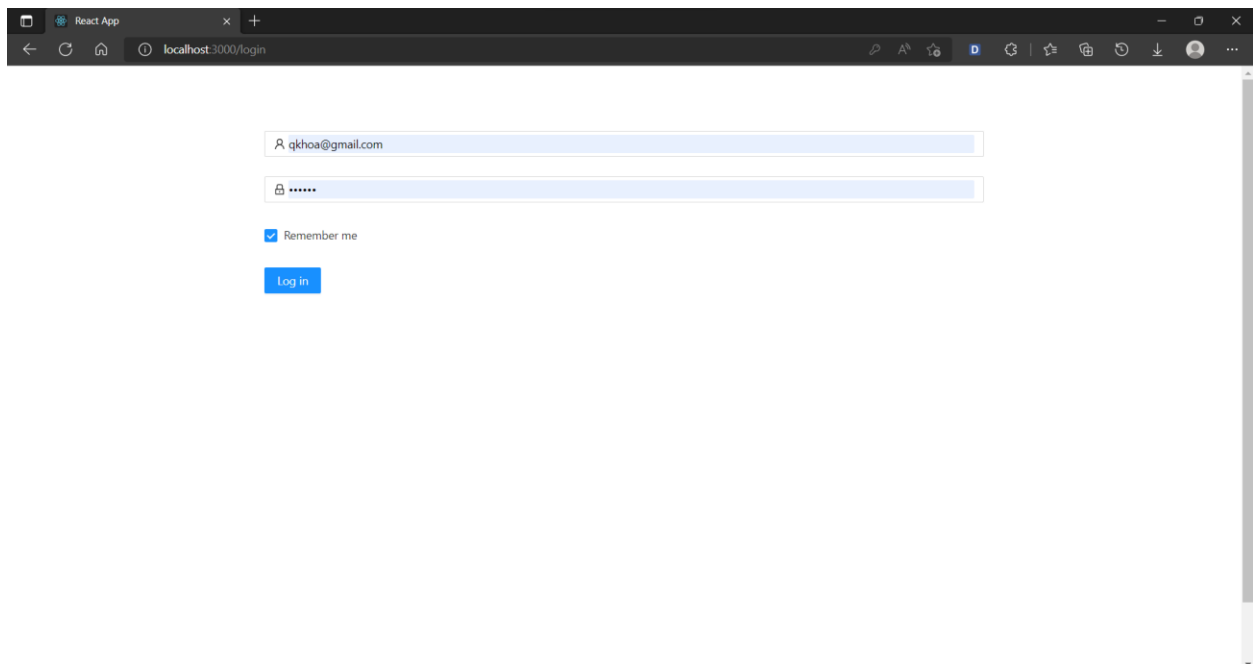 React App
localhost:3000/login
qkhoa@gmail.com
••••••
Remember me
Log in